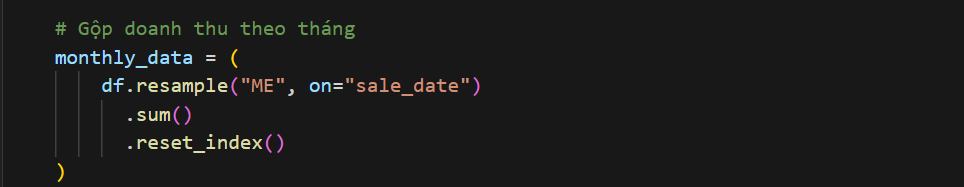 # Gộp doanh thu theo tháng
monthly_data = (
    df.resample("ME", on="sale_date")
      .sum()
      .reset_index()
)